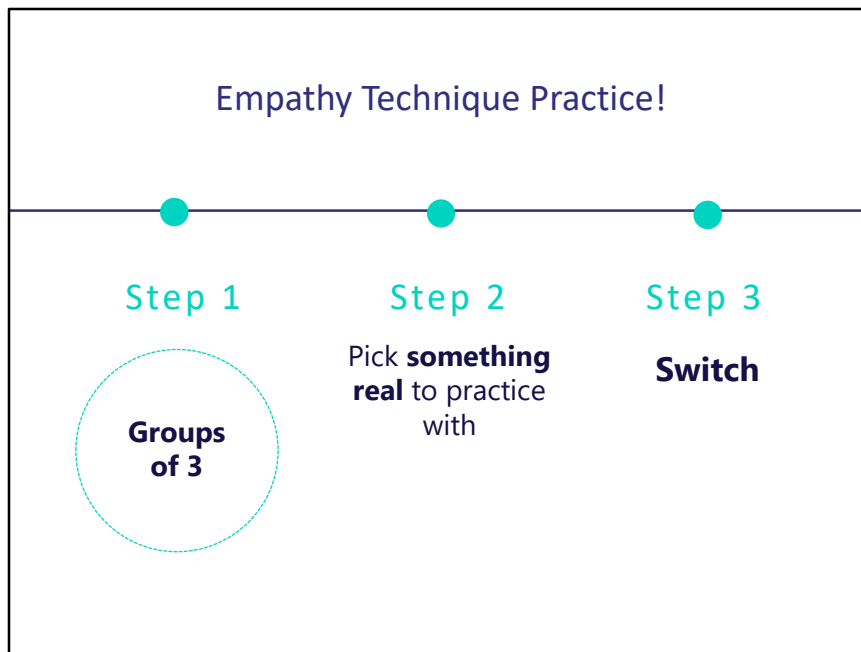 Empathy Technique Practice!
Step 1
Groups
of 3
Step 2
Pick something
real to practice
with
Step 3
Switch